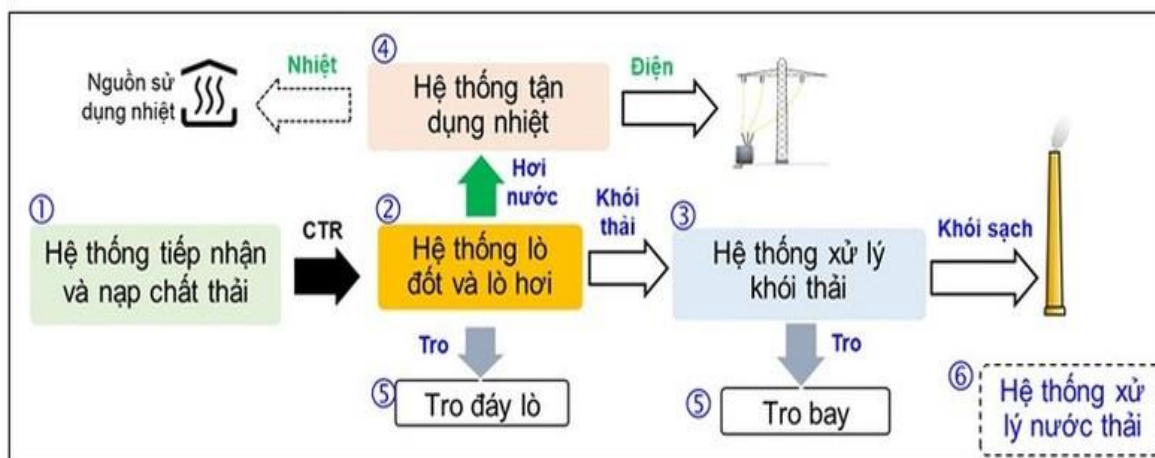 ④
Nhiệt
Điện
Nguồn sử
dụng nhiệt
Hệ thống tận
dụng nhiệt
Hơi
nước
①
CTR
②
Khói
thải
③
Khói sạch
Hệ thống tiếp nhận
và nạp chất thải
Hệ thống lò
đốt và lò hơi
Hệ thống xử lý
khói thải
Tro
Tro
⑤
Tro đáy lò
⑤
Tro bay
⑥
Hệ thống xử
lý nước thải